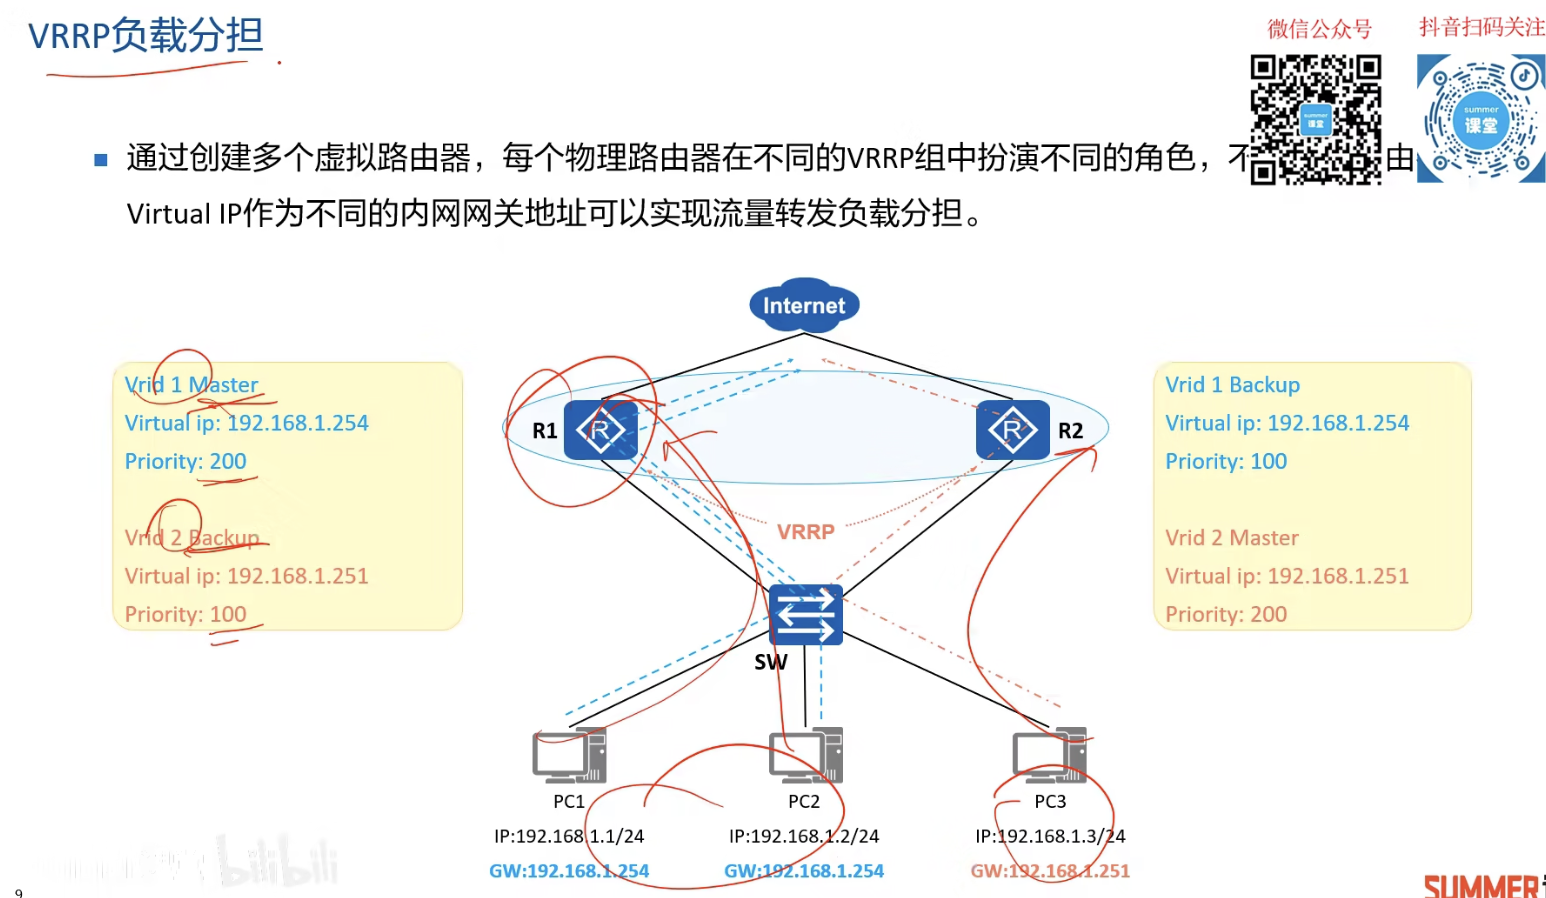 VRRP负载分担
微信公众号
抖音扫码关注
summer
课堂
summer
课堂
通过创建多个虚拟路由器，每个物理路由器在不同的VRRP组中扮演不同的角色，不
由
Virtual IP作为不同的内网网关地址可以实现流量转发负载分担。
Internet
Vrid 1 Master
Virtual ip: 192.168.1.254
Priority: 200
Vrid 2 Backup
Virtual ip: 192.168.1.251
Priority: 100
R1
R
R
R2
VRRP
SW
Vrid 1 Backup
Virtual ip: 192.168.1.254
Priority: 100
Vrid 2 Master
Virtual ip: 192.168.1.251
Priority: 200
PC1
IP:192.168.1.1/24
GW:192.168.1.254
PC2
IP:192.168.1.2/24
GW:192.168.1.254
PC3
IP:192.168.1.3/24
GW:192.168.1.251
bilibili
9
SUMMER